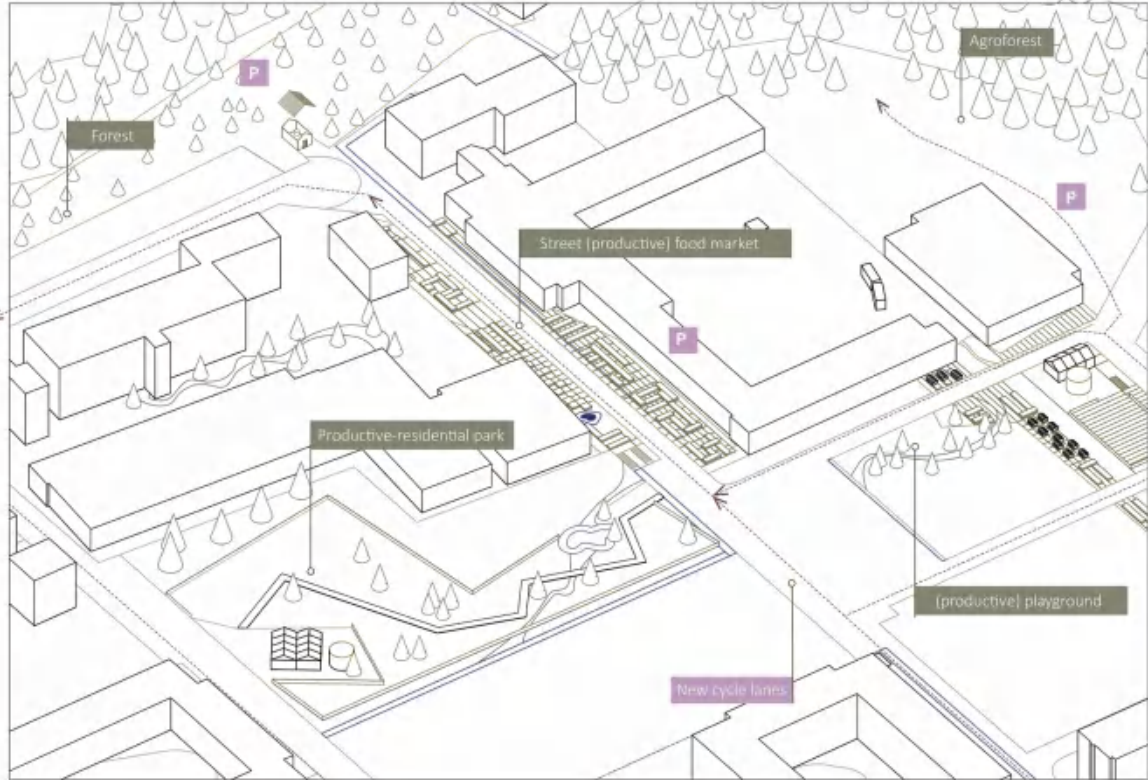 Agroforest
P
Forest
P
Street (productive) food market
P
Productive-residential park
(productive) playground
New cycle lanes